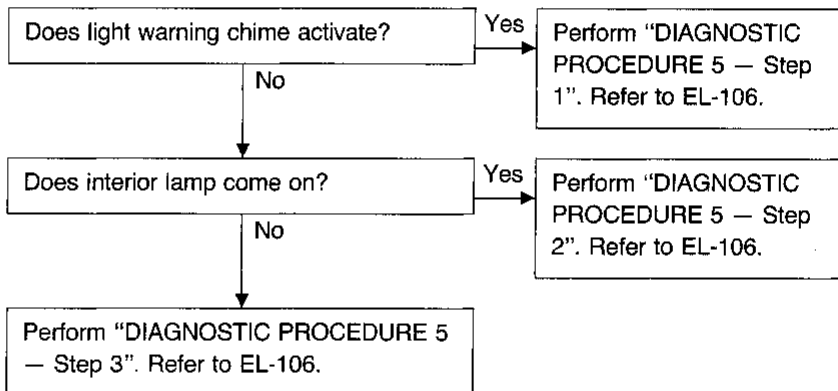 Does light warning chime activate?
Yes
Perform “DIAGNOSTIC
PROCEDURE 5 — Step
1”. Refer to EL-106.
No
Does interior lamp come on?
Yes
Perform “DIAGNOSTIC
PROCEDURE 5 — Step
2”. Refer to EL-106.
No
Perform “DIAGNOSTIC PROCEDURE 5
— Step 3”. Refer to EL-106.